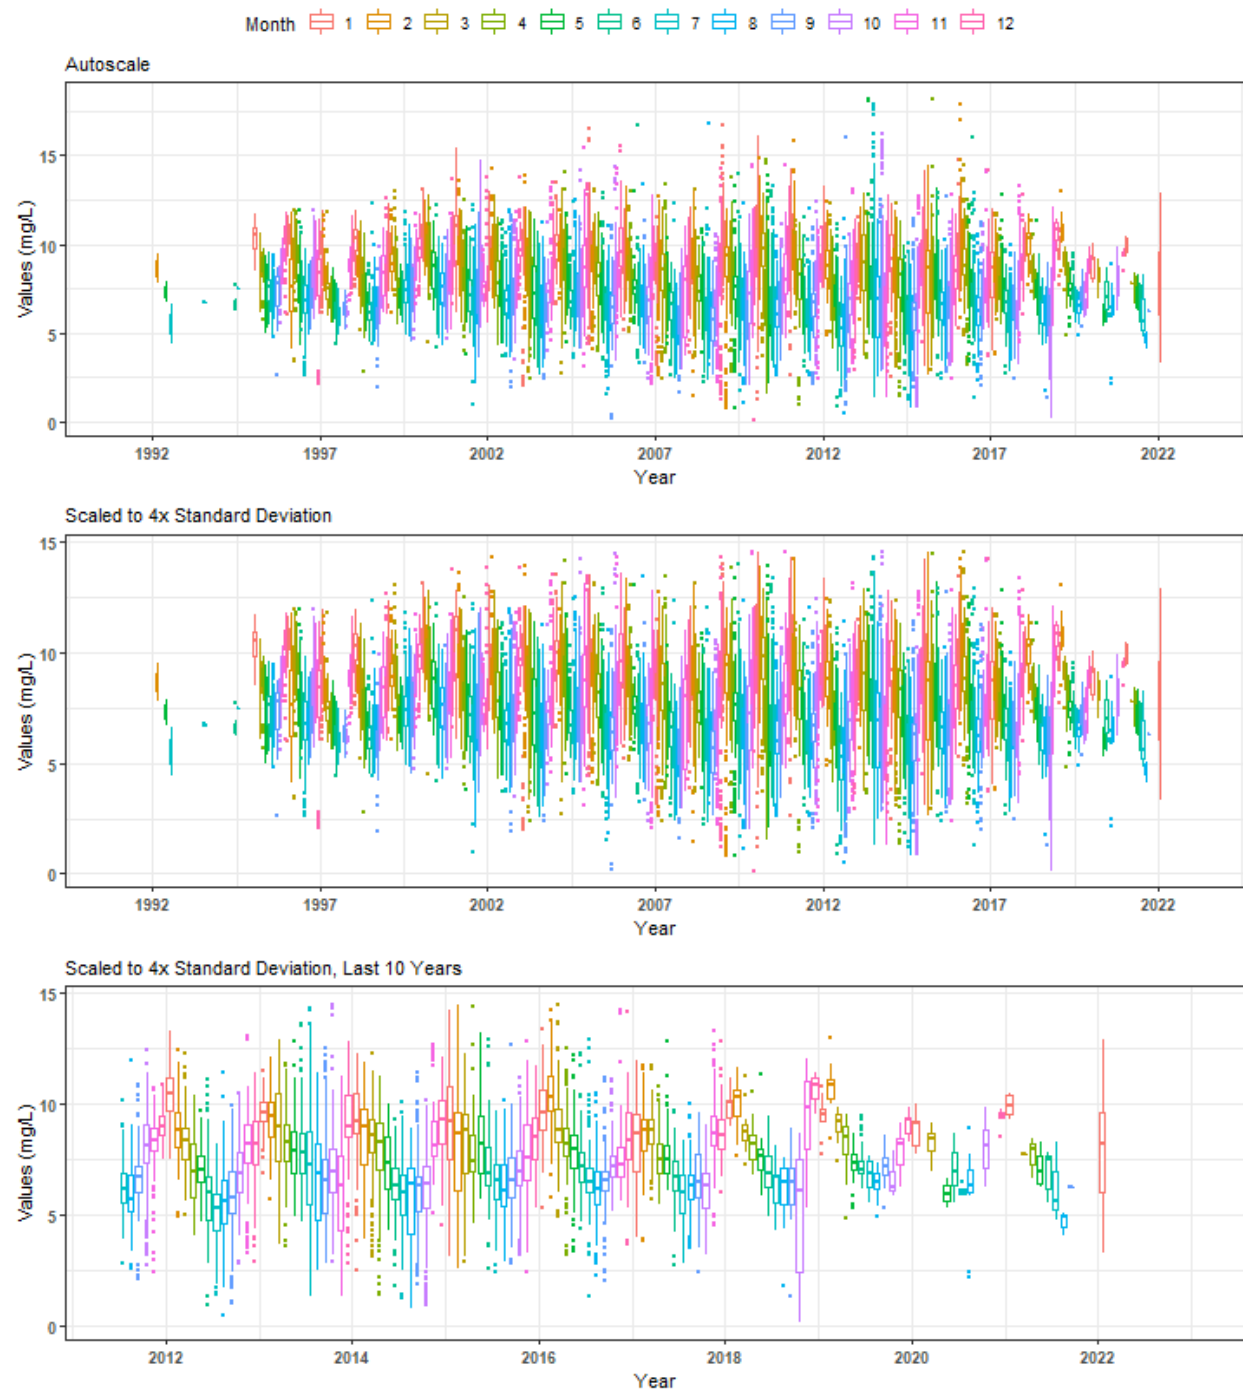 Month 1 2 3 4 5 6 7 8 9 10 11 12
Autoscale
Values (mg/L)
15
10
5
0
1992 1997 2002 2007 2012 2017 2022
Year
Scaled to 4x Standard Deviation
Values (mg/L)
15
10
5
0
1992 1997 2002 2007 2012 2017 2022
Year
Scaled to 4x Standard Deviation, Last 10 Years
Values (mg/L)
15
10
5
0
2012 2014 2016 2018 2020 2022
Year